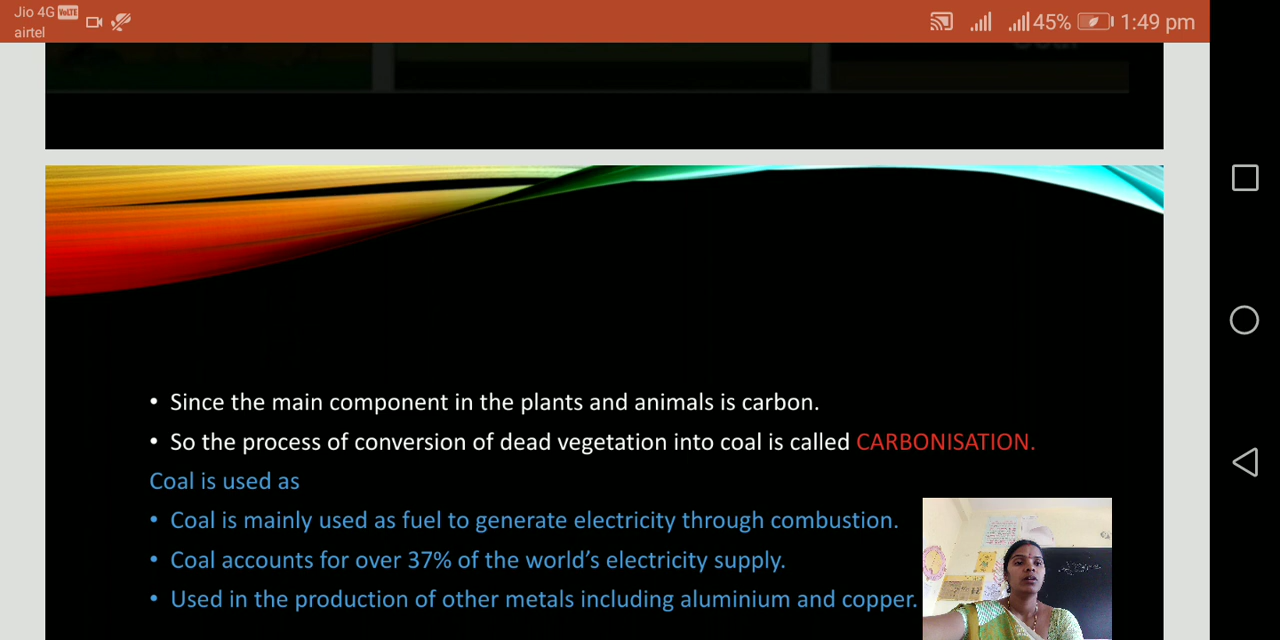 Jio 4G VoLTE
airtel
45%
1:49 pm
• Since the main component in the plants and animals is carbon.
• So the process of conversion of dead vegetation into coal is called CARBONISATION.
Coal is used as
• Coal is mainly used as fuel to generate electricity through combustion.
• Coal accounts for over 37% of the world’s electricity supply.
• Used in the production of other metals including aluminium and copper.